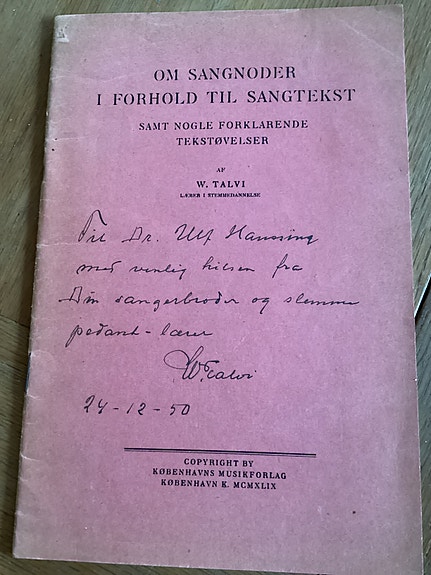 OM SANGNODER
I FORHOLD TIL SANGTEKST
SAMT NOGLE FORKLARENDE
TEKSTØVELSER
AF
W. TALVI
LÆRER I STEMMEDANNELSE
Til Dr. Ulf Haussing
med venlig hilsen fra
Din sangerbroder og slemme
pedant-lærer
W Talvi
24-12-50
COPYRIGHT BY
KØBENHAVNS MUSIKFORLAG
KØBENHAVN K. MCMXLIX